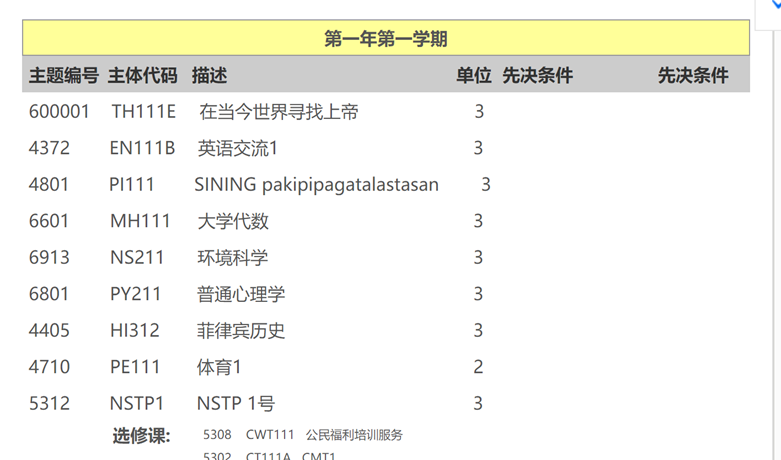 第一年第一学期
主题编号 主体代码 描述 单位 先决条件 先决条件
600001 TH111E 在当今世界寻找上帝 3
4372 EN111B 英语交流1 3
4801 PI111 SINING pakipipagatalastasan 3
6601 MH111 大学代数 3
6913 NS211 环境科学 3
6801 PY211 普通心理学 3
4405 HI312 菲律宾历史 3
4710 PE111 体育1 2
5312 NSTP1 NSTP 1号 3
选修课: 5308 CWT111 公民福利培训服务
5302 CT111A CMT1